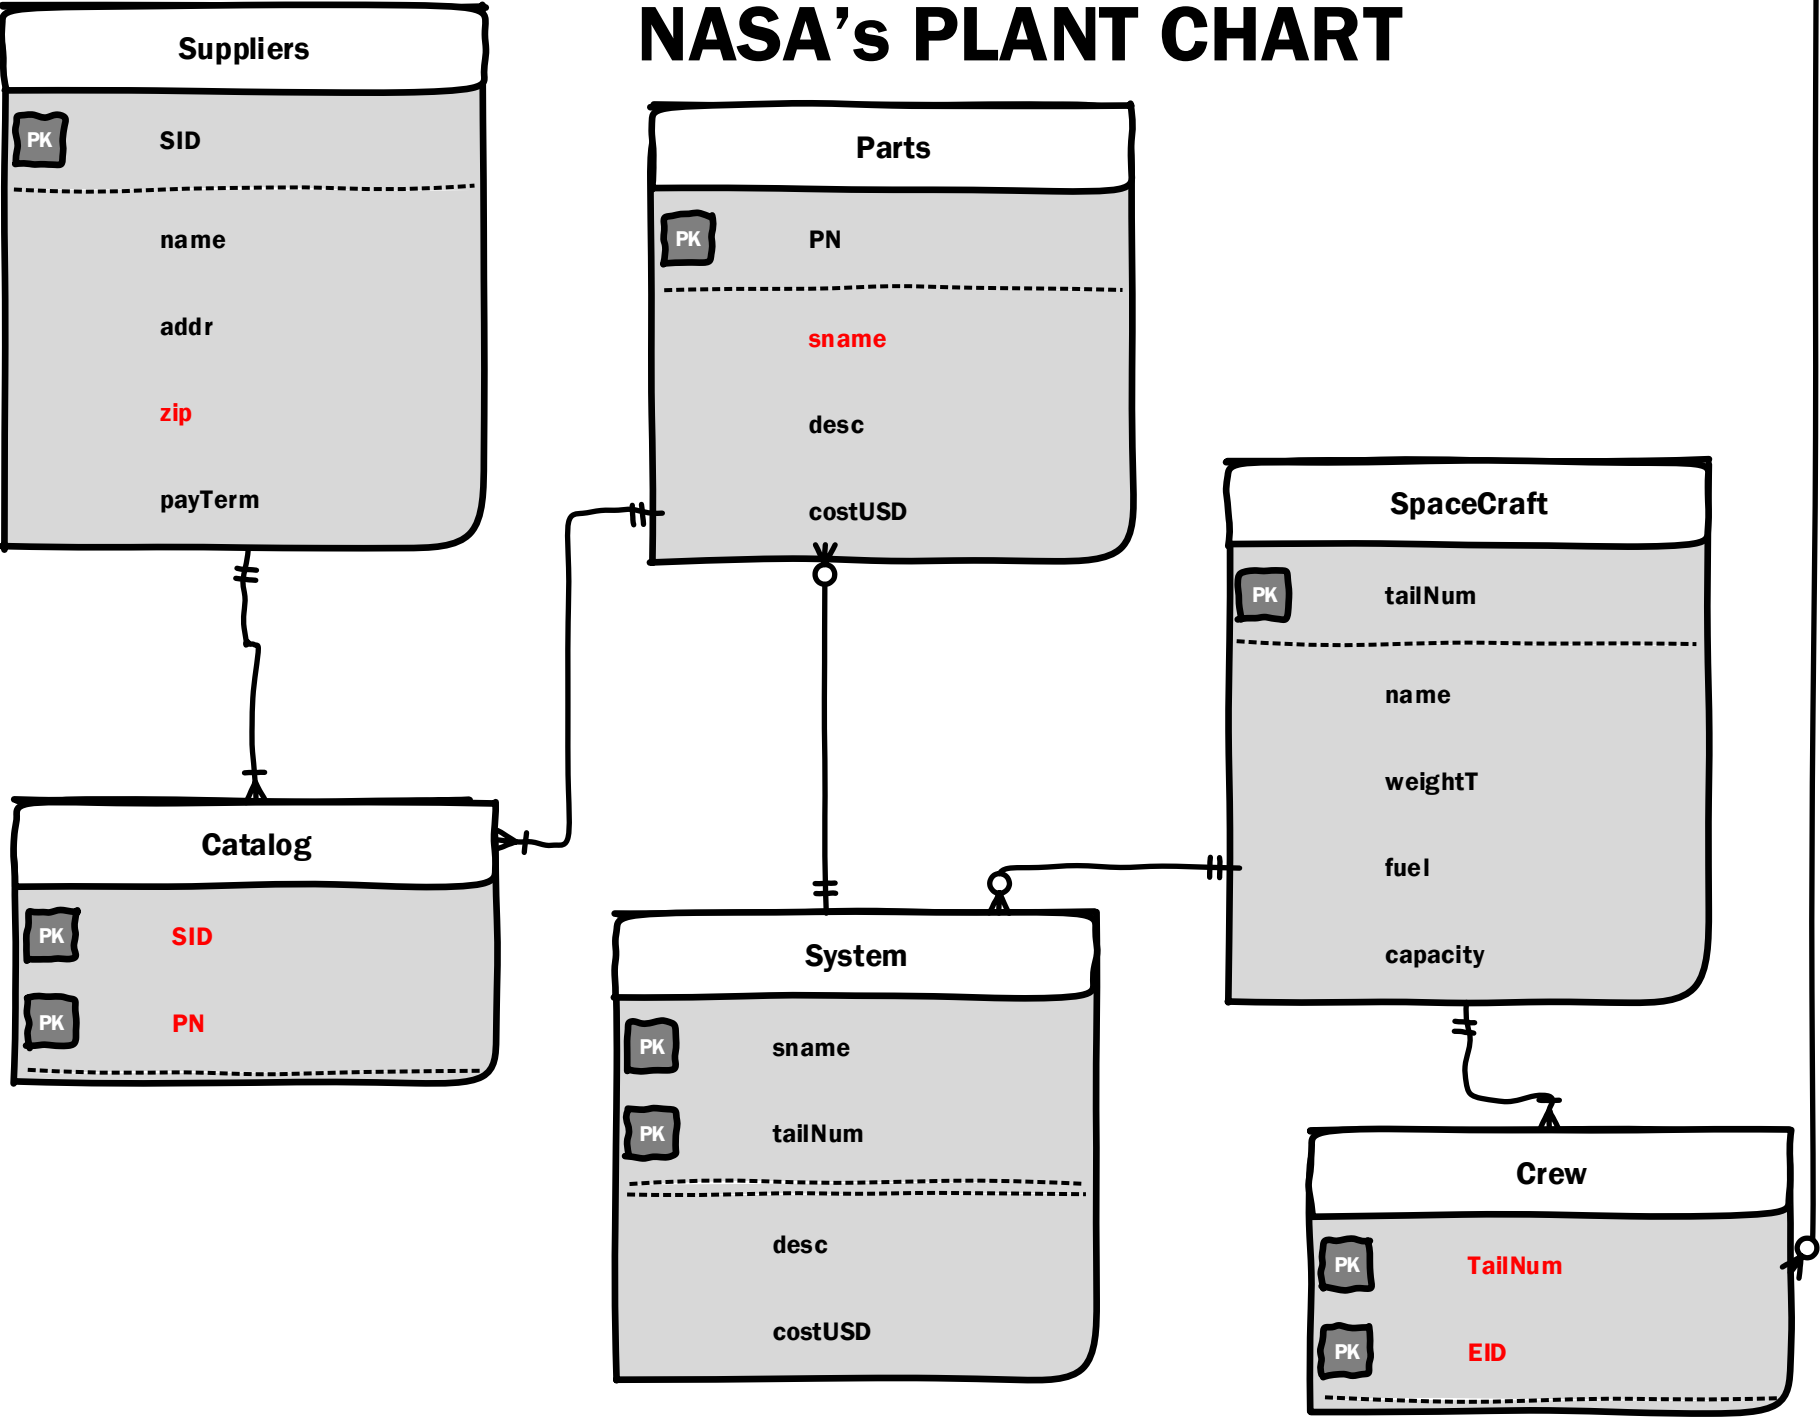 NASA’s PLANT CHART
Suppliers
PK SID
name
addr
zip
payTerm
Parts
PK PN
sname
desc
costUSD
SpaceCraft
PK tailNum
name
weightT
fuel
capacity
Catalog
PK SID
PK PN
System
PK sname
PK tailNum
desc
costUSD
Crew
PK TailNum
PK EID